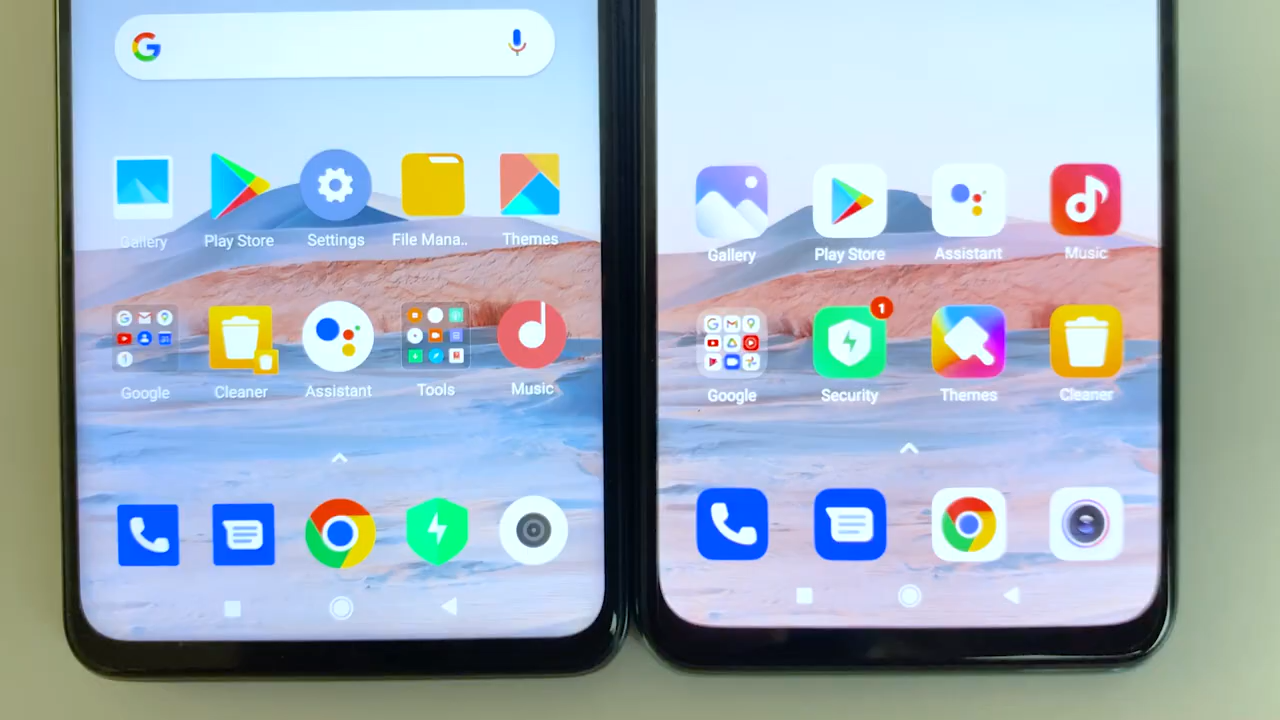 Gallery
Play Store
Settings
File Mana..
Themes
Google
Cleaner
Assistant
Tools
Music
Gallery
Play Store
Assistant
Music
1
Google
Security
Themes
Cleaner